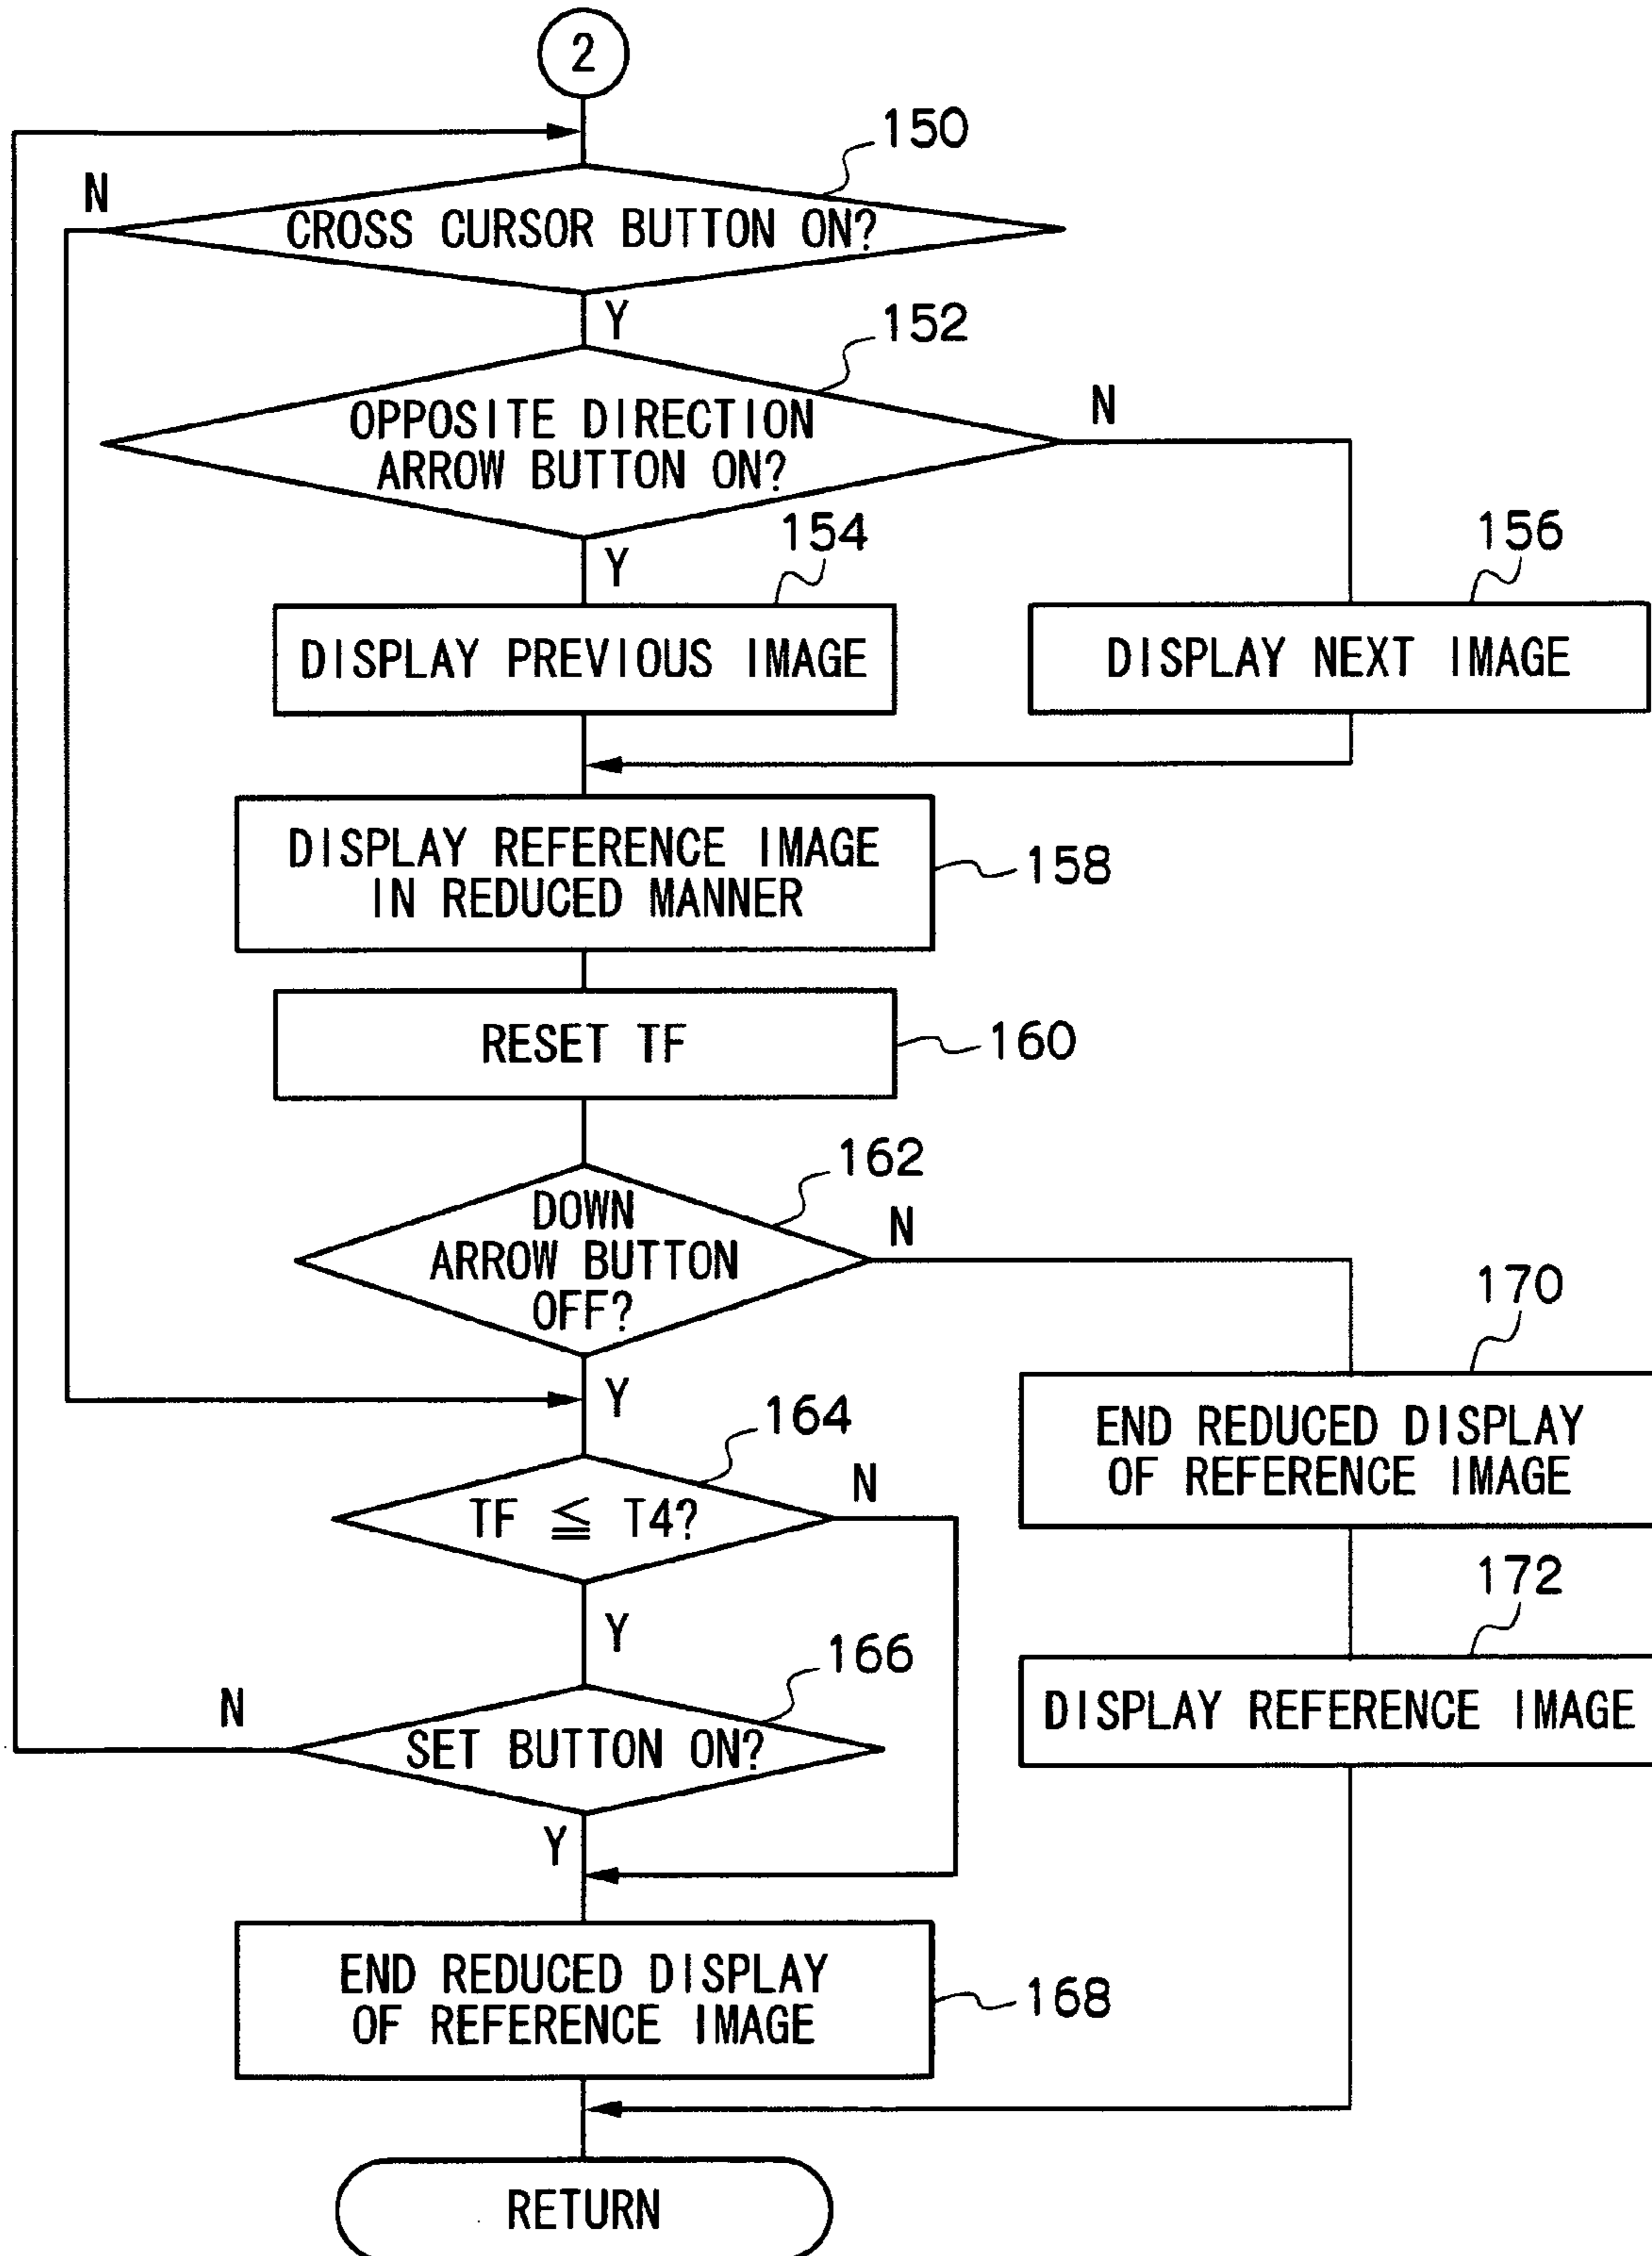 2
150
N
CROSS CURSOR BUTTON ON?
Y
152
OPPOSITE DIRECTION
ARROW BUTTON ON?
N
Y
154
156
DISPLAY PREVIOUS IMAGE
DISPLAY NEXT IMAGE
DISPLAY REFERENCE IMAGE
IN REDUCED MANNER
158
RESET TF
160
162
DOWN
ARROW BUTTON
OFF?
N
170
Y
164
END REDUCED DISPLAY
OF REFERENCE IMAGE
TF ≦ T4?
N
172
Y
166
N
SET BUTTON ON?
DISPLAY REFERENCE IMAGE
Y
END REDUCED DISPLAY
OF REFERENCE IMAGE
168
RETURN